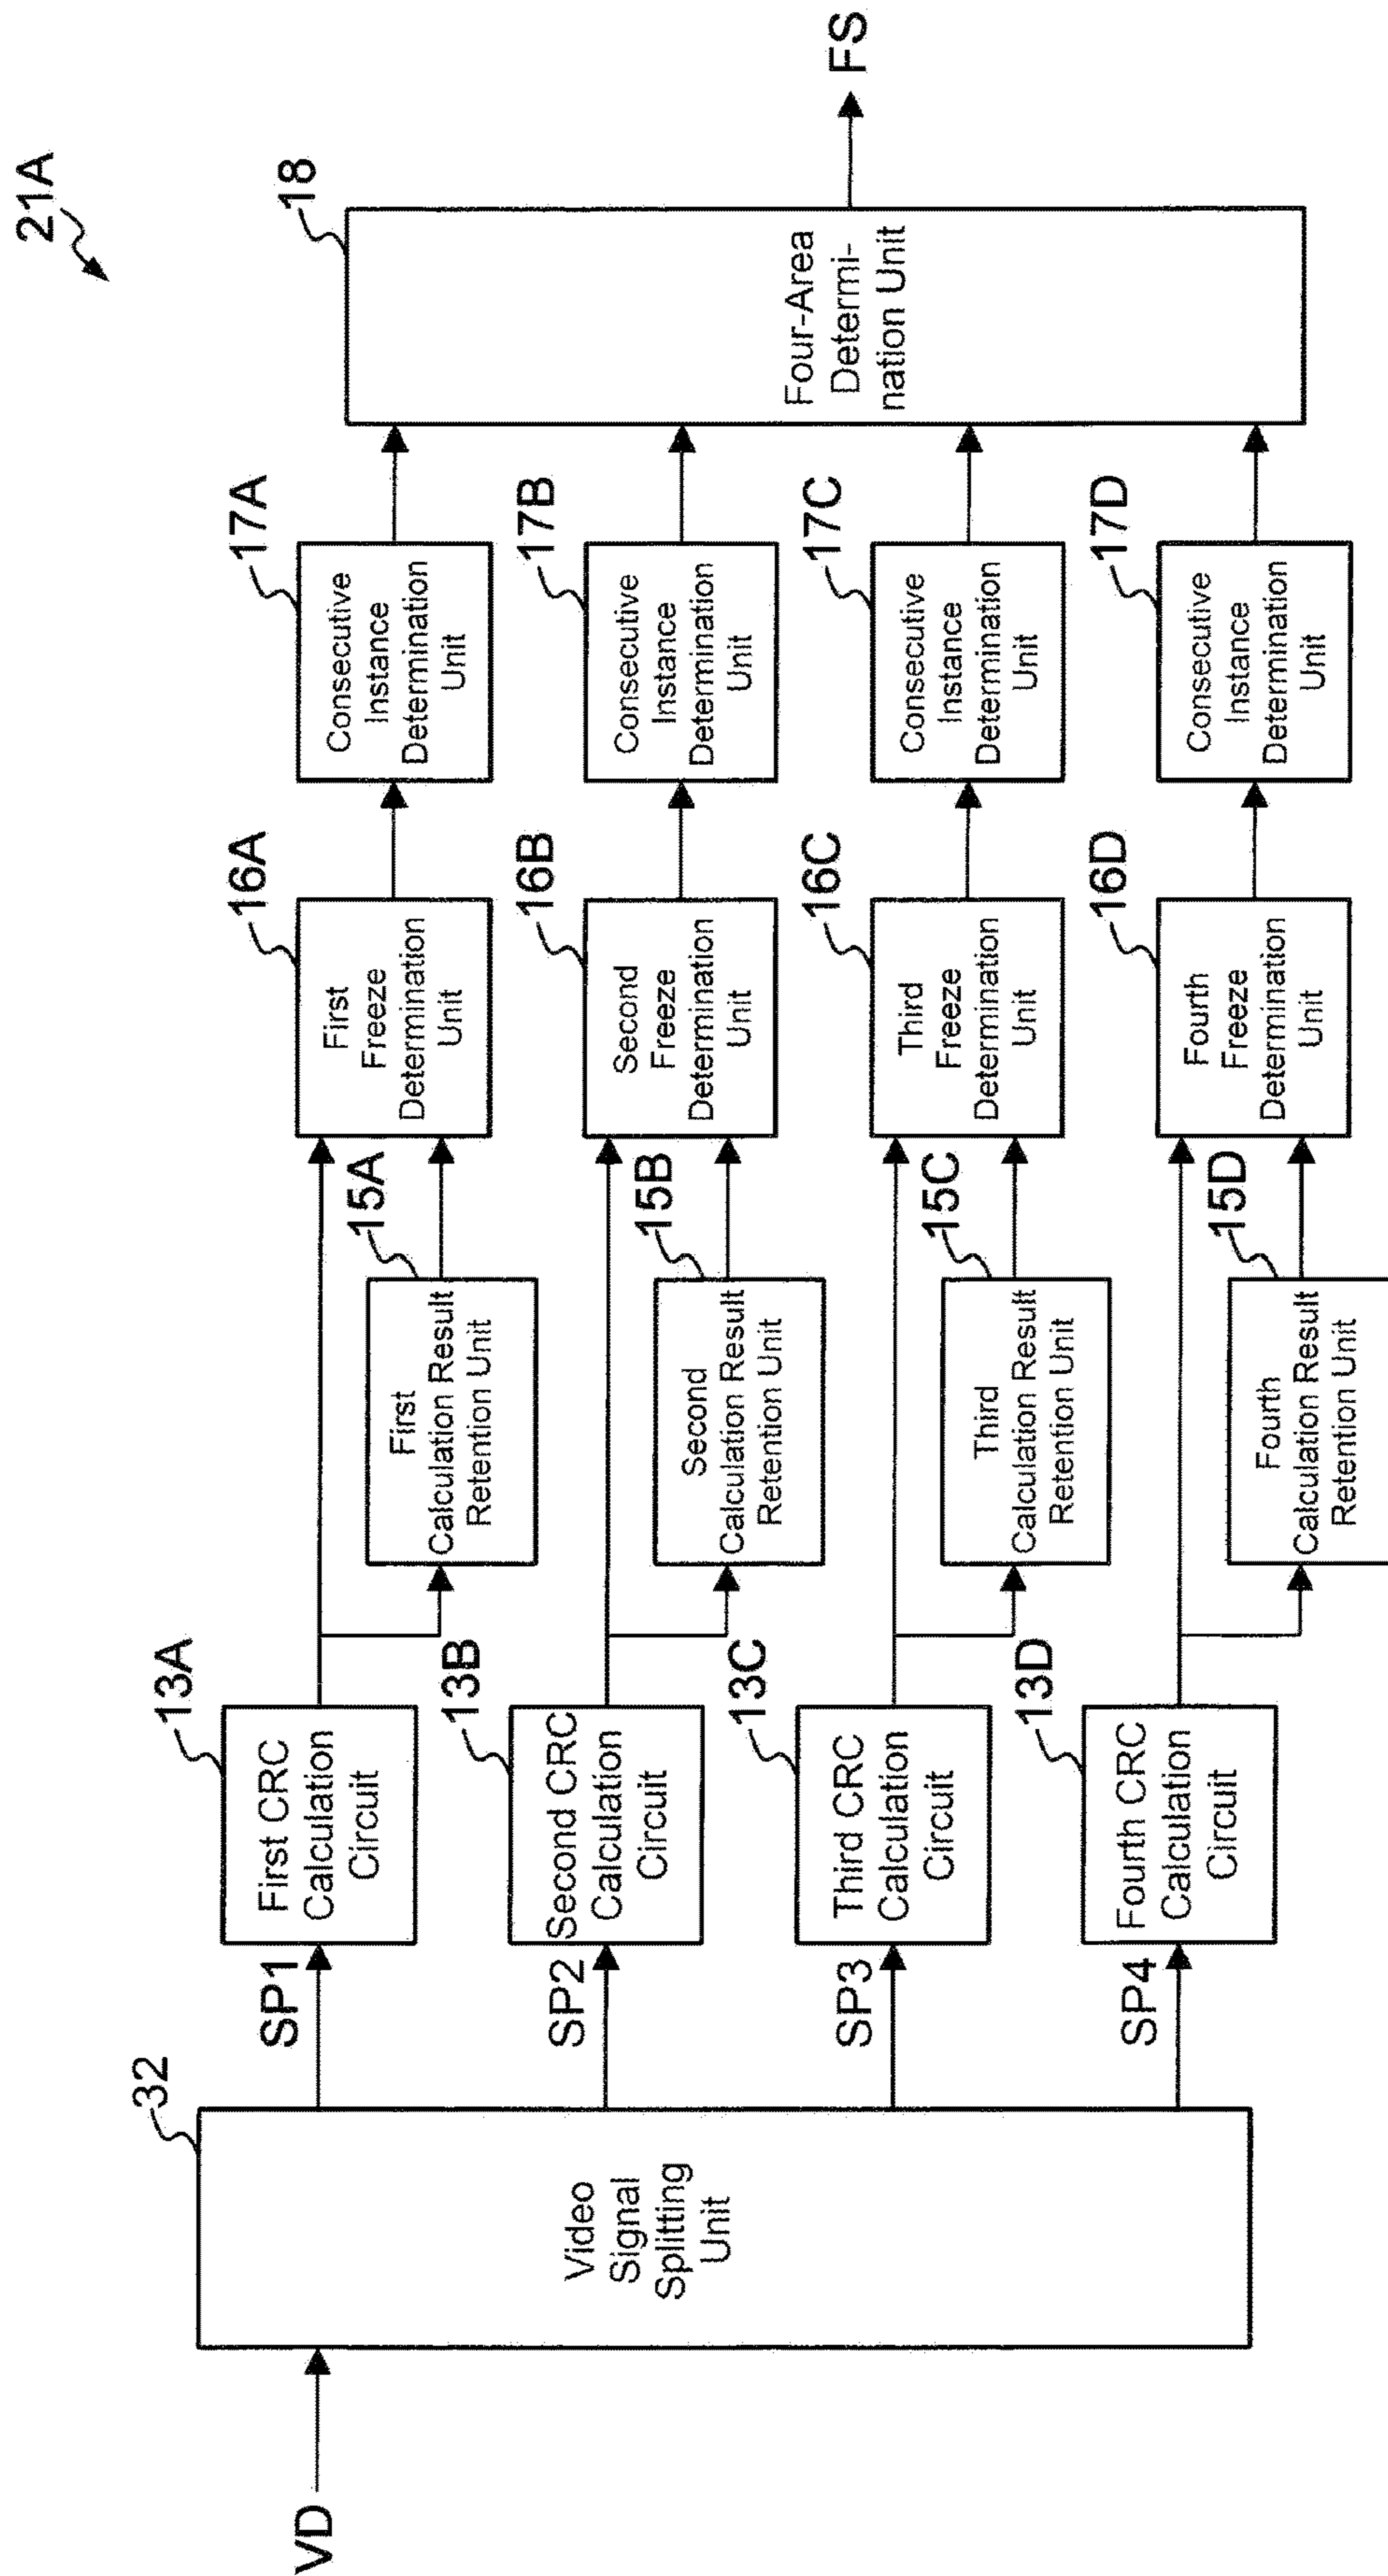 21A
VD
32
Video
Signal
Splitting
Unit
SP1
SP2
SP3
SP4
13A
First CRC
Calculation
Circuit
13B
Second CRC
Calculation
Circuit
13C
Third CRC
Calculation
Circuit
13D
Fourth CRC
Calculation
Circuit
15A
First
Calculation Result
Retention Unit
15B
Second
Calculation Result
Retention Unit
15C
Third
Calculation Result
Retention Unit
15D
Fourth
Calculation Result
Retention Unit
16A
First
Freeze
Determination
Unit
16B
Second
Freeze
Determination
Unit
16C
Third
Freeze
Determination
Unit
16D
Fourth
Freeze
Determination
Unit
17A
Consecutive
Instance
Determination
Unit
17B
Consecutive
Instance
Determination
Unit
17C
Consecutive
Instance
Determination
Unit
17D
Consecutive
Instance
Determination
Unit
18
Four-Area
Determi-
nation Unit
FS